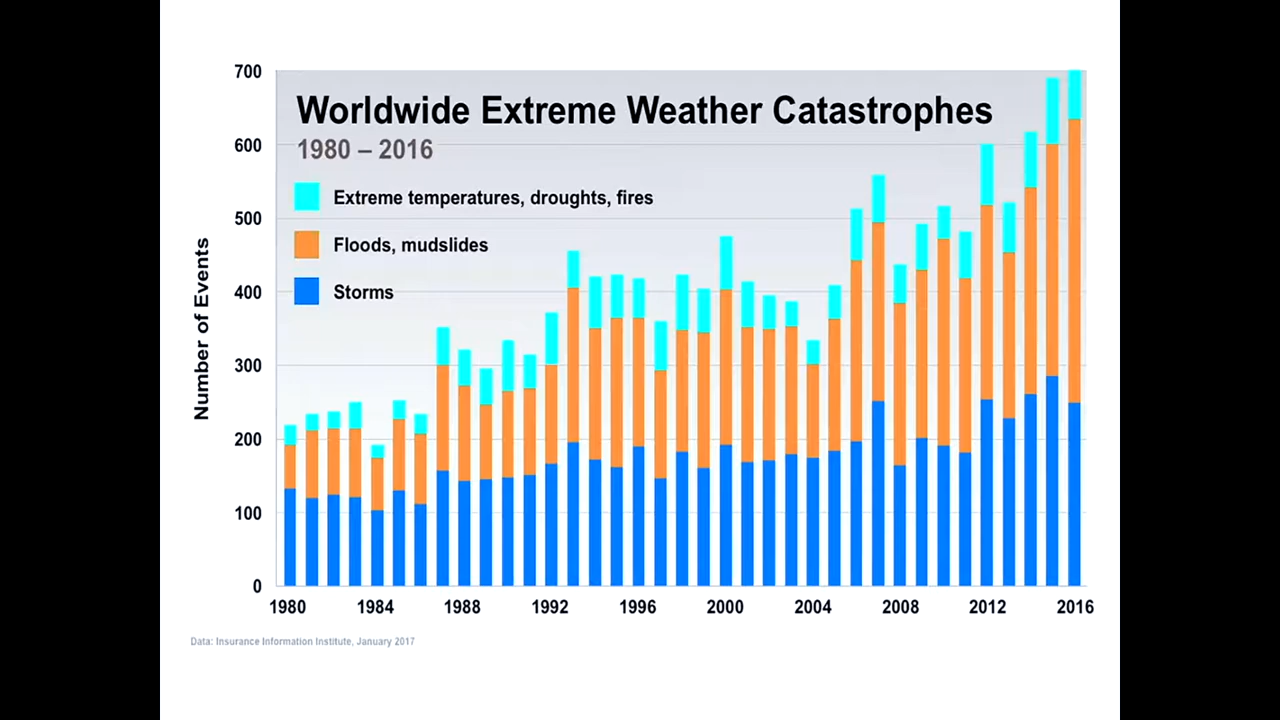 Worldwide Extreme Weather Catastrophes
1980 – 2016
Extreme temperatures, droughts, fires
Floods, mudslides
Storms
Number of Events
700
600
500
400
300
200
100
0
1980 1984 1988 1992 1996 2000 2004 2008 2012 2016
Data: Insurance Information Institute, January 2017